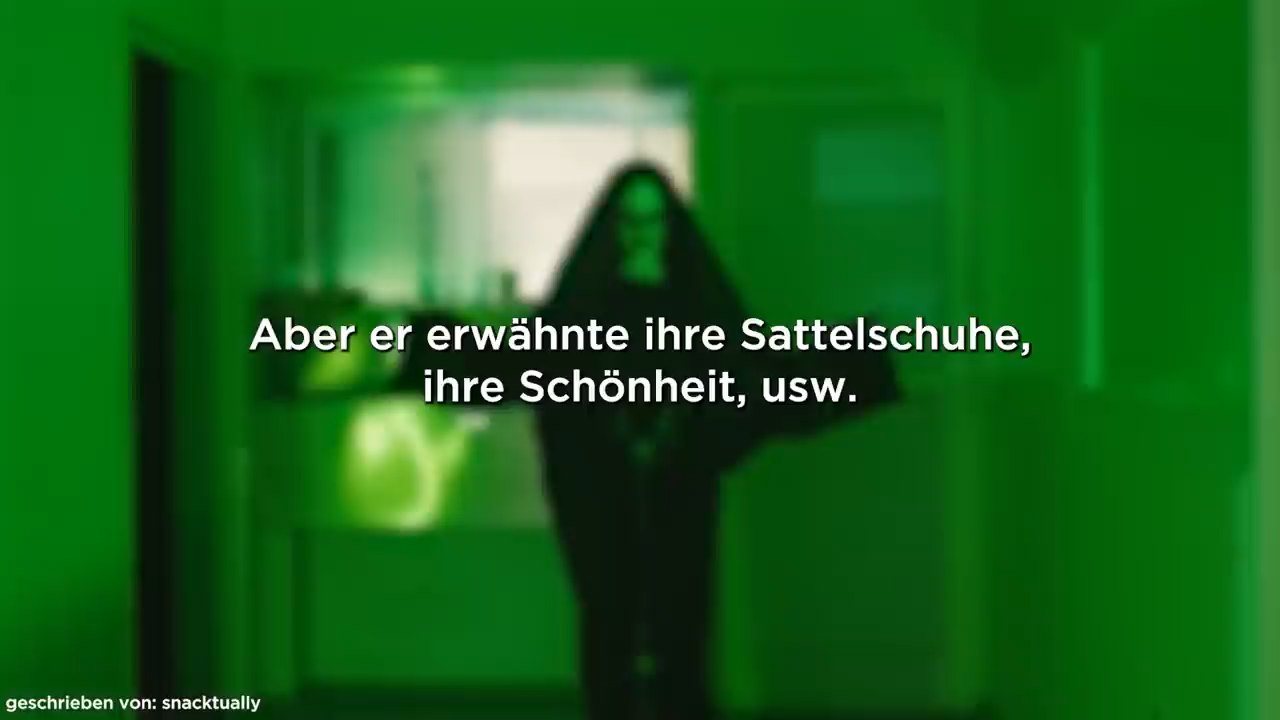 Aber er erwähnte ihre Sattelschuhe,
ihre Schönheit, usw.
geschrieben von: snacktually